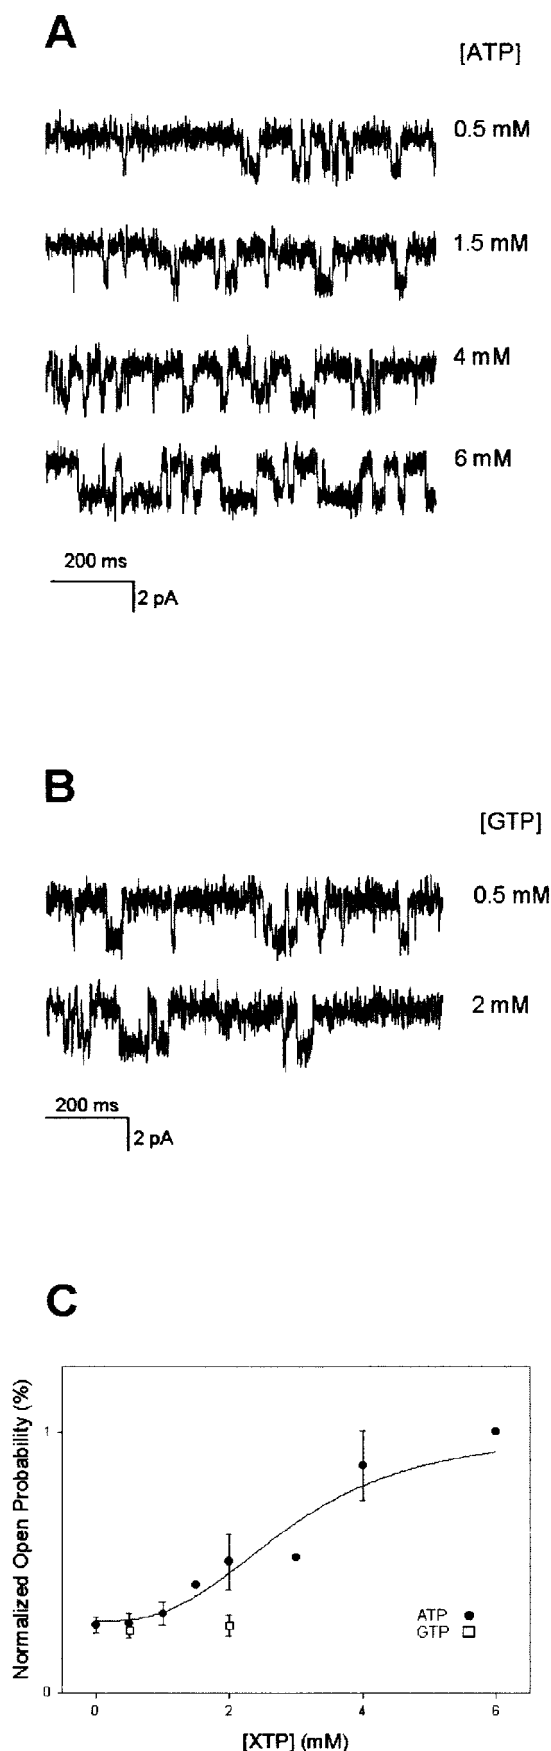 A
[ATP]
0.5 mM
1.5 mM
4 mM
6 mM
200 ms
2 pA
B
[GTP]
0.5 mM
2 mM
200 ms
2 pA
C
Normalized Open Probability (%)
1
0
ATP
GTP
0 2 4 6
[XTP] (mM)